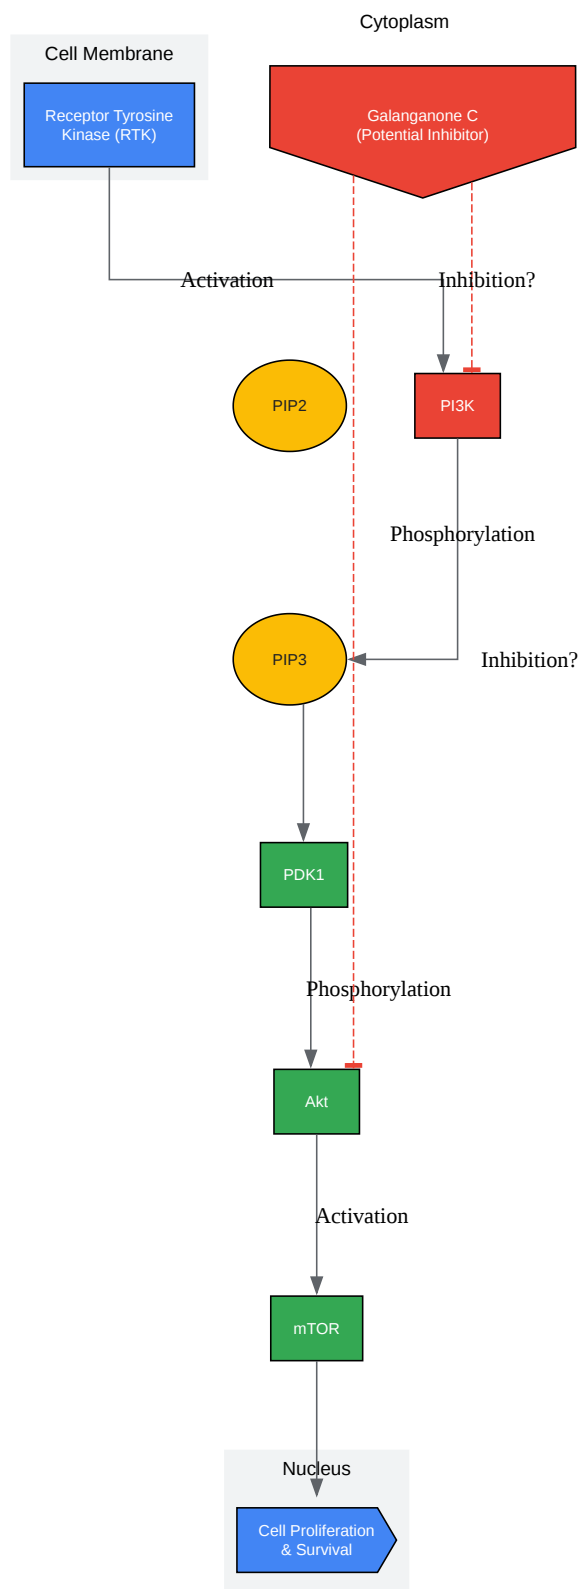 Cytoplasm
Cell Membrane
Receptor Tyrosine
Kinase (RTK)
Galanganone C
(Potential Inhibitor)
Activation
Inhibition?
PIP2
PI3K
Phosphorylation
PIP3
Inhibition?
PDK1
Phosphorylation
Akt
Activation
mTOR
Nucleus
Cell Proliferation
& Survival